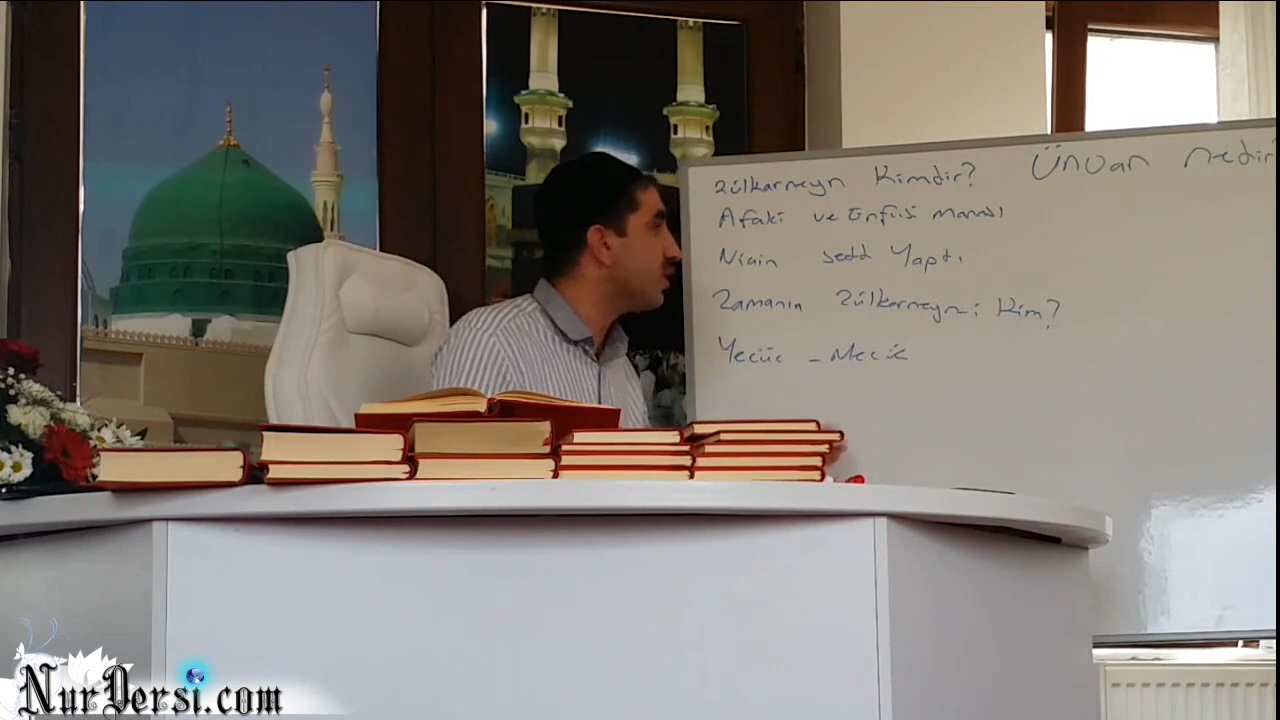 Zülkarneyn Kimdir? Ünvan nedir
Afaki ve Enfüsi manası
Niçin sedd Yaptı
Zamanın Zülkarneyn-i Kim?
Yecüc - Mecüc
NurDersi.com